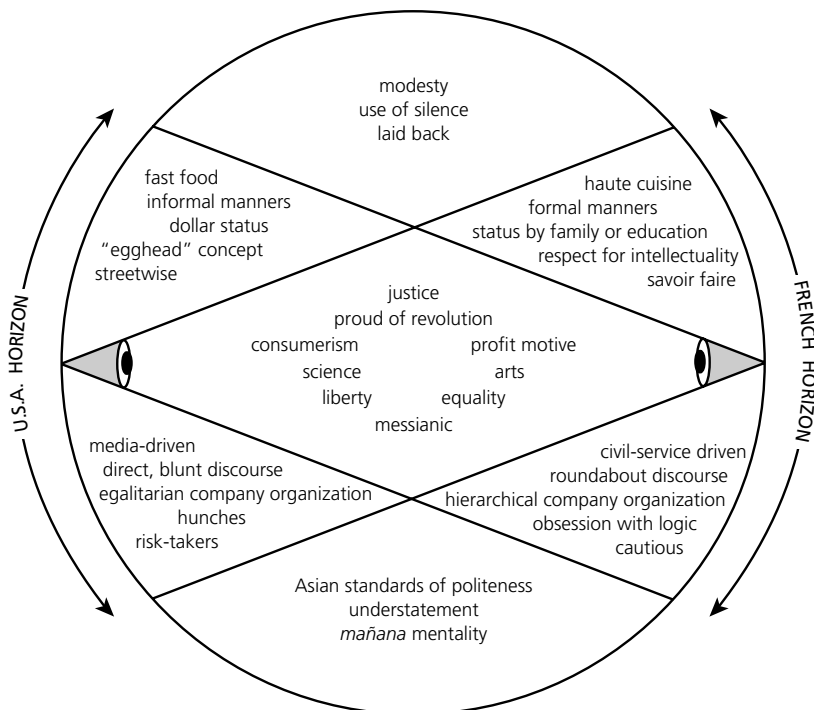 modesty
use of silence
laid back
fast food
informal manners
dollar status
“egghead” concept
streetwise
haute cuisine
formal manners
status by family or education
respect for intellectuality
savoir faire
U.S.A. HORIZON
FRENCH HORIZON
justice
proud of revolution
consumerism profit motive
science arts
liberty equality
messianic
media-driven
direct, blunt discourse
egalitarian company organization
hunches
risk-takers
civil-service driven
roundabout discourse
hierarchical company organization
obsession with logic
cautious
Asian standards of politeness
understatement
mañana mentality